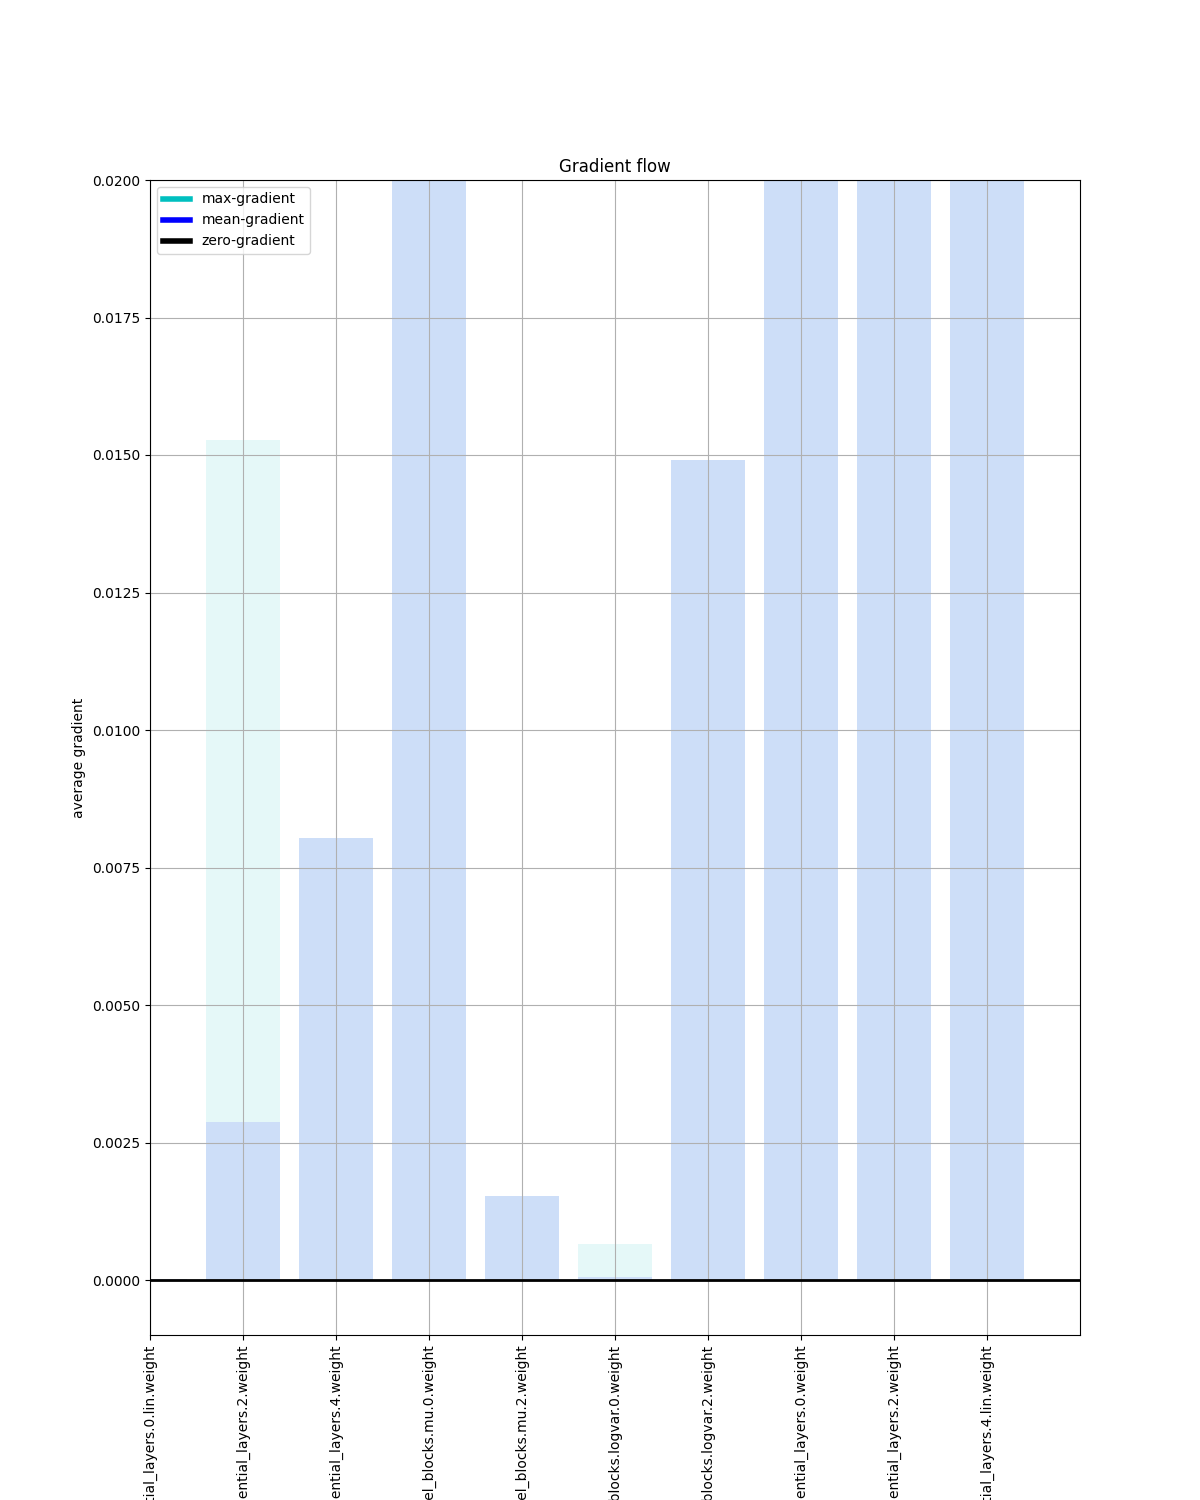 Gradient flow
max-gradient
mean-gradient
zero-gradient
0.0200
0.0175
0.0150
0.0125
0.0100
0.0075
0.0050
0.0025
0.0000
average gradient
tial_layers.0.lin.weight
ential_layers.2.weight
ential_layers.4.weight
el_blocks.mu.0.weight
el_blocks.mu.2.weight
blocks.logvar.0.weight
blocks.logvar.2.weight
ential_layers.0.weight
ential_layers.2.weight
tial_layers.4.lin.weight